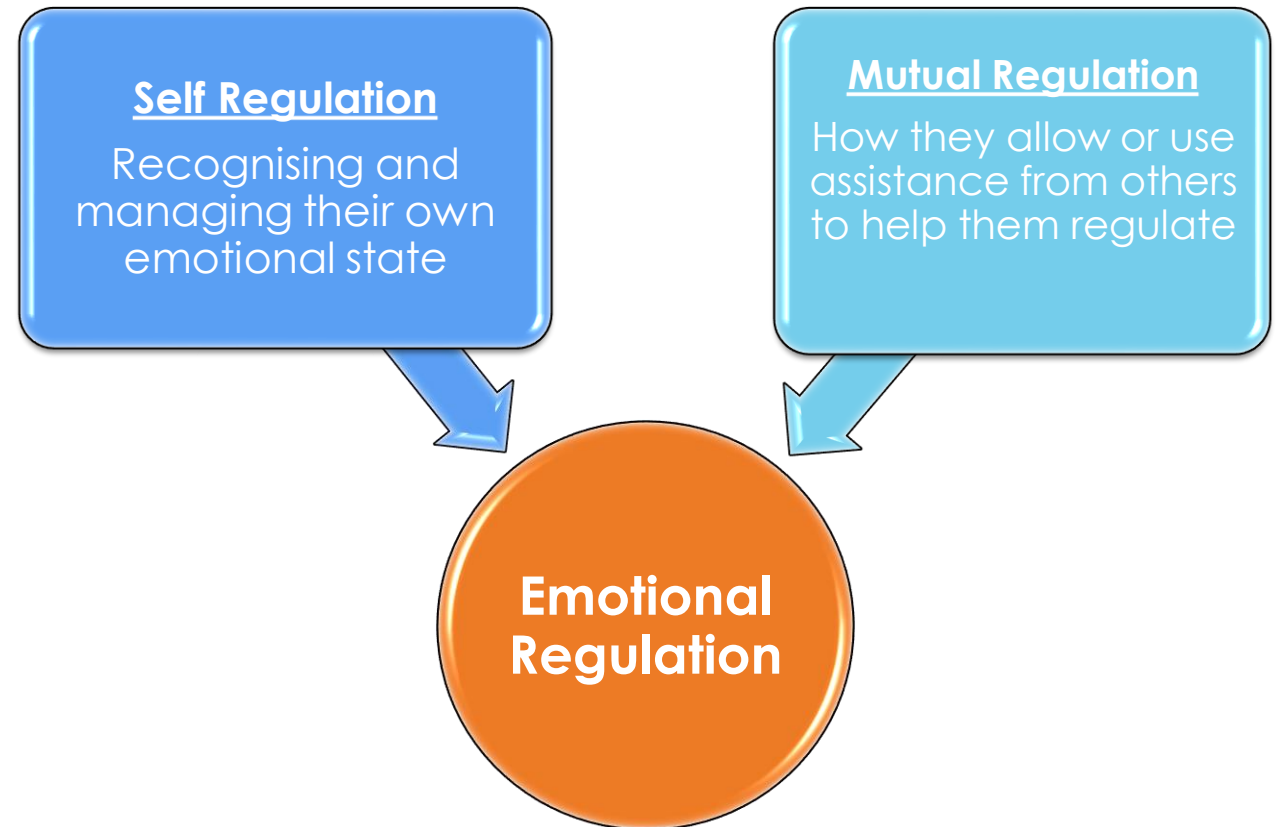 Self Regulation
Recognising and
managing their own
emotional state
Mutual Regulation
How they allow or use
assistance from others
to help them regulate
Emotional
Regulation